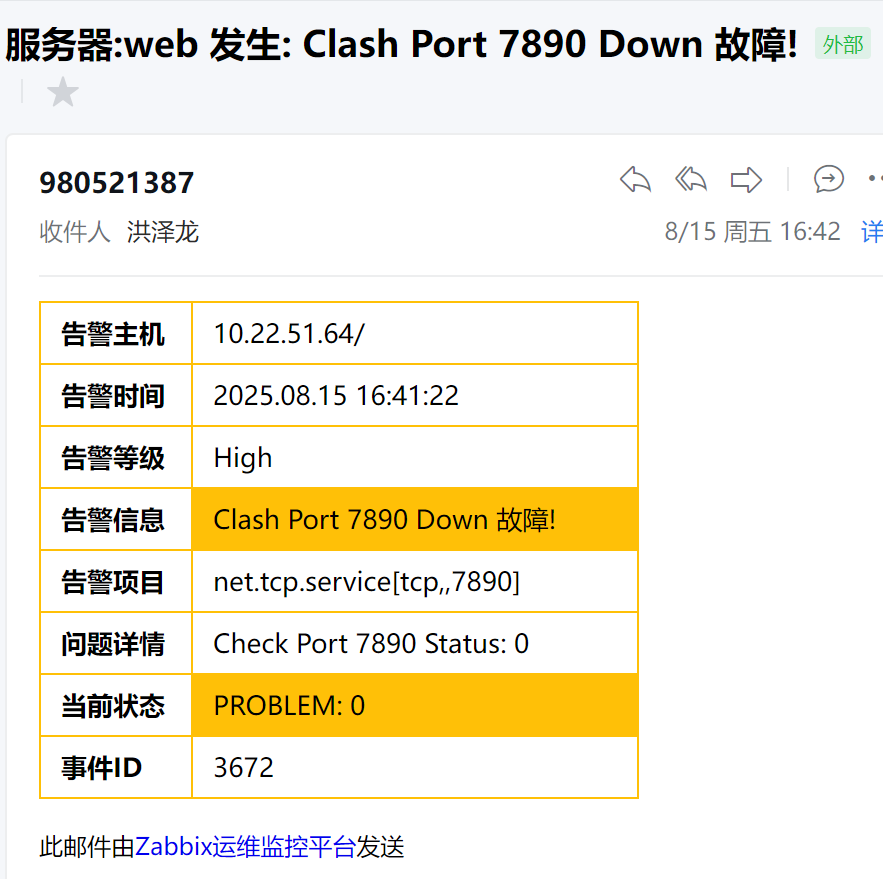 服务器:web 发生: Clash Port 7890 Down 故障! 外部
980521387
收件人 洪泽龙 8/15 周五 16:42 详
告警主机 10.22.51.64/
告警时间 2025.08.15 16:41:22
告警等级 High
告警信息 Clash Port 7890 Down 故障!
告警项目 net.tcp.service[tcp,,7890]
问题详情 Check Port 7890 Status: 0
当前状态 PROBLEM: 0
事件ID 3672
此邮件由Zabbix运维监控平台发送